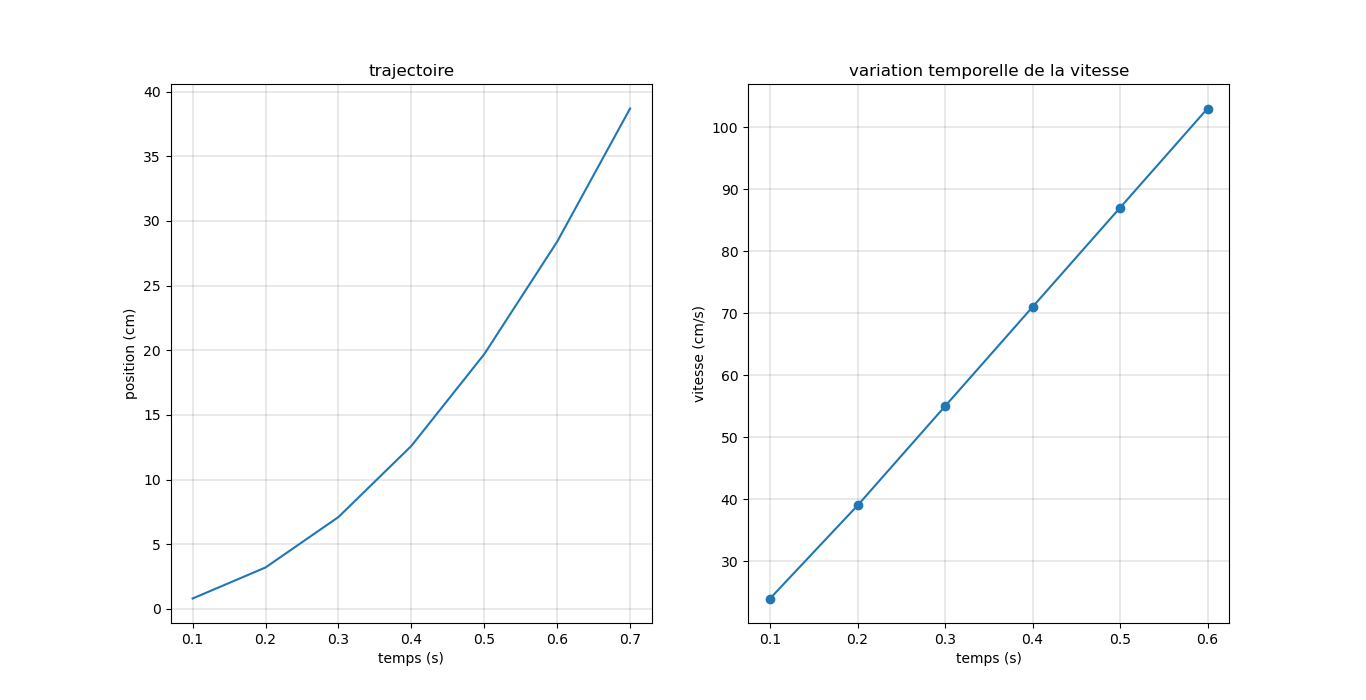 trajectoire
40
35
30
25
20
15
10
5
0
position (cm)
0.1 0.2 0.3 0.4 0.5 0.6 0.7
temps (s)
variation temporelle de la vitesse
100
90
80
70
60
50
40
30
vitesse (cm/s)
0.1 0.2 0.3 0.4 0.5 0.6
temps (s)